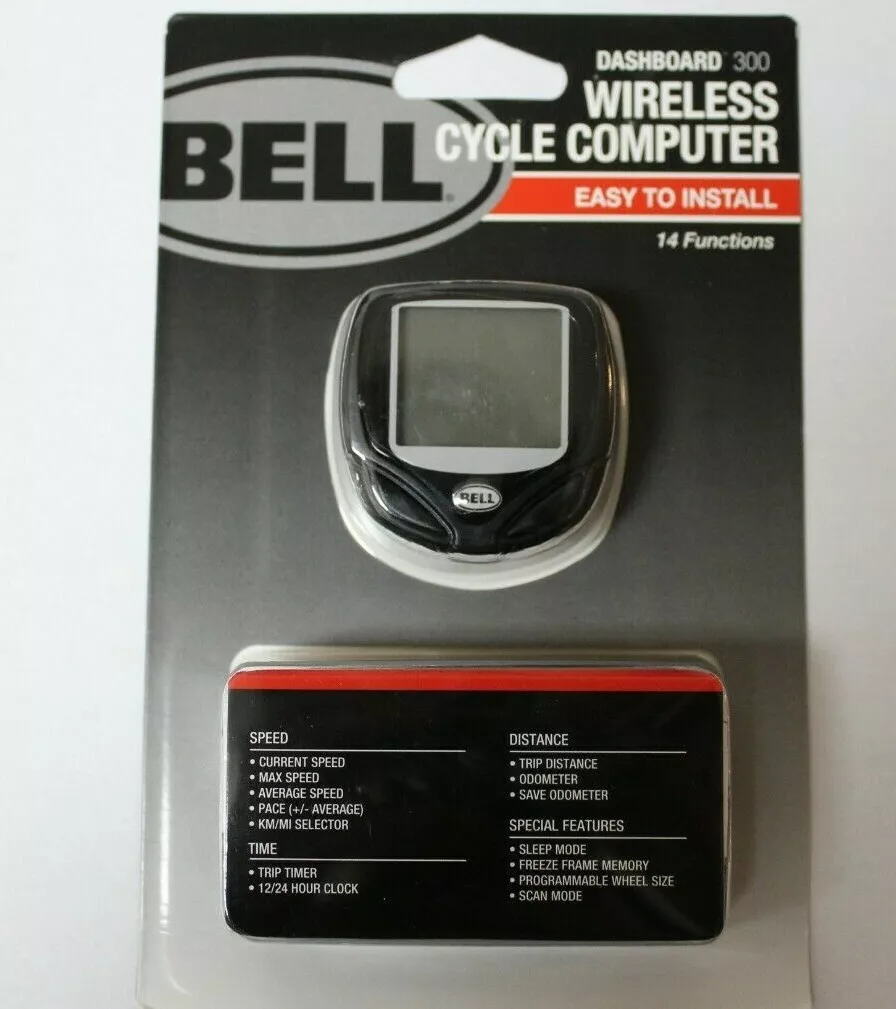 DASHBOARD™ 300
BELL®
WIRELESS
CYCLE COMPUTER
EASY TO INSTALL
14 Functions
BELL
SPEED
• CURRENT SPEED
• MAX SPEED
• AVERAGE SPEED
• PACE (+/- AVERAGE)
• KM/MI SELECTOR
TIME
• TRIP TIMER
• 12/24 HOUR CLOCK
DISTANCE
• TRIP DISTANCE
• ODOMETER
• SAVE ODOMETER
SPECIAL FEATURES
• SLEEP MODE
• FREEZE FRAME MEMORY
• PROGRAMMABLE WHEEL SIZE
• SCAN MODE